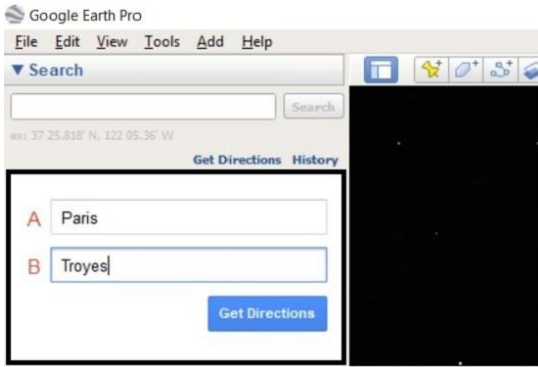 Google Earth Pro
File Edit View Tools Add Help
▼ Search
Search
ex: 37 25.818' N, 122 05.36' W
Get Directions History
A Paris
B Troyes
Get Directions